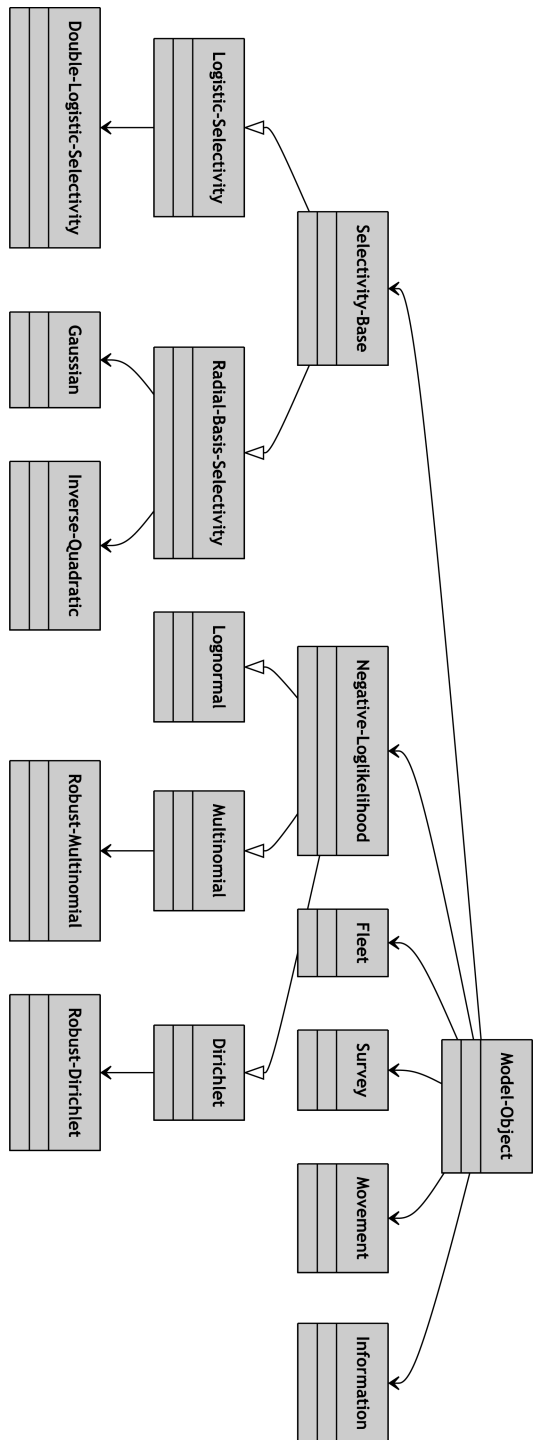 Model-Object
Selectivity-Base
Negative-Loglikelihood
Fleet
Survey
Movement
Information
Logistic-Selectivity
Radial-Basis-Selectivity
Lognormal
Multinomial
Dirichlet
Double-Logistic-Selectivity
Gaussian
Inverse-Quadratic
Robust-Multinomial
Robust-Dirichlet